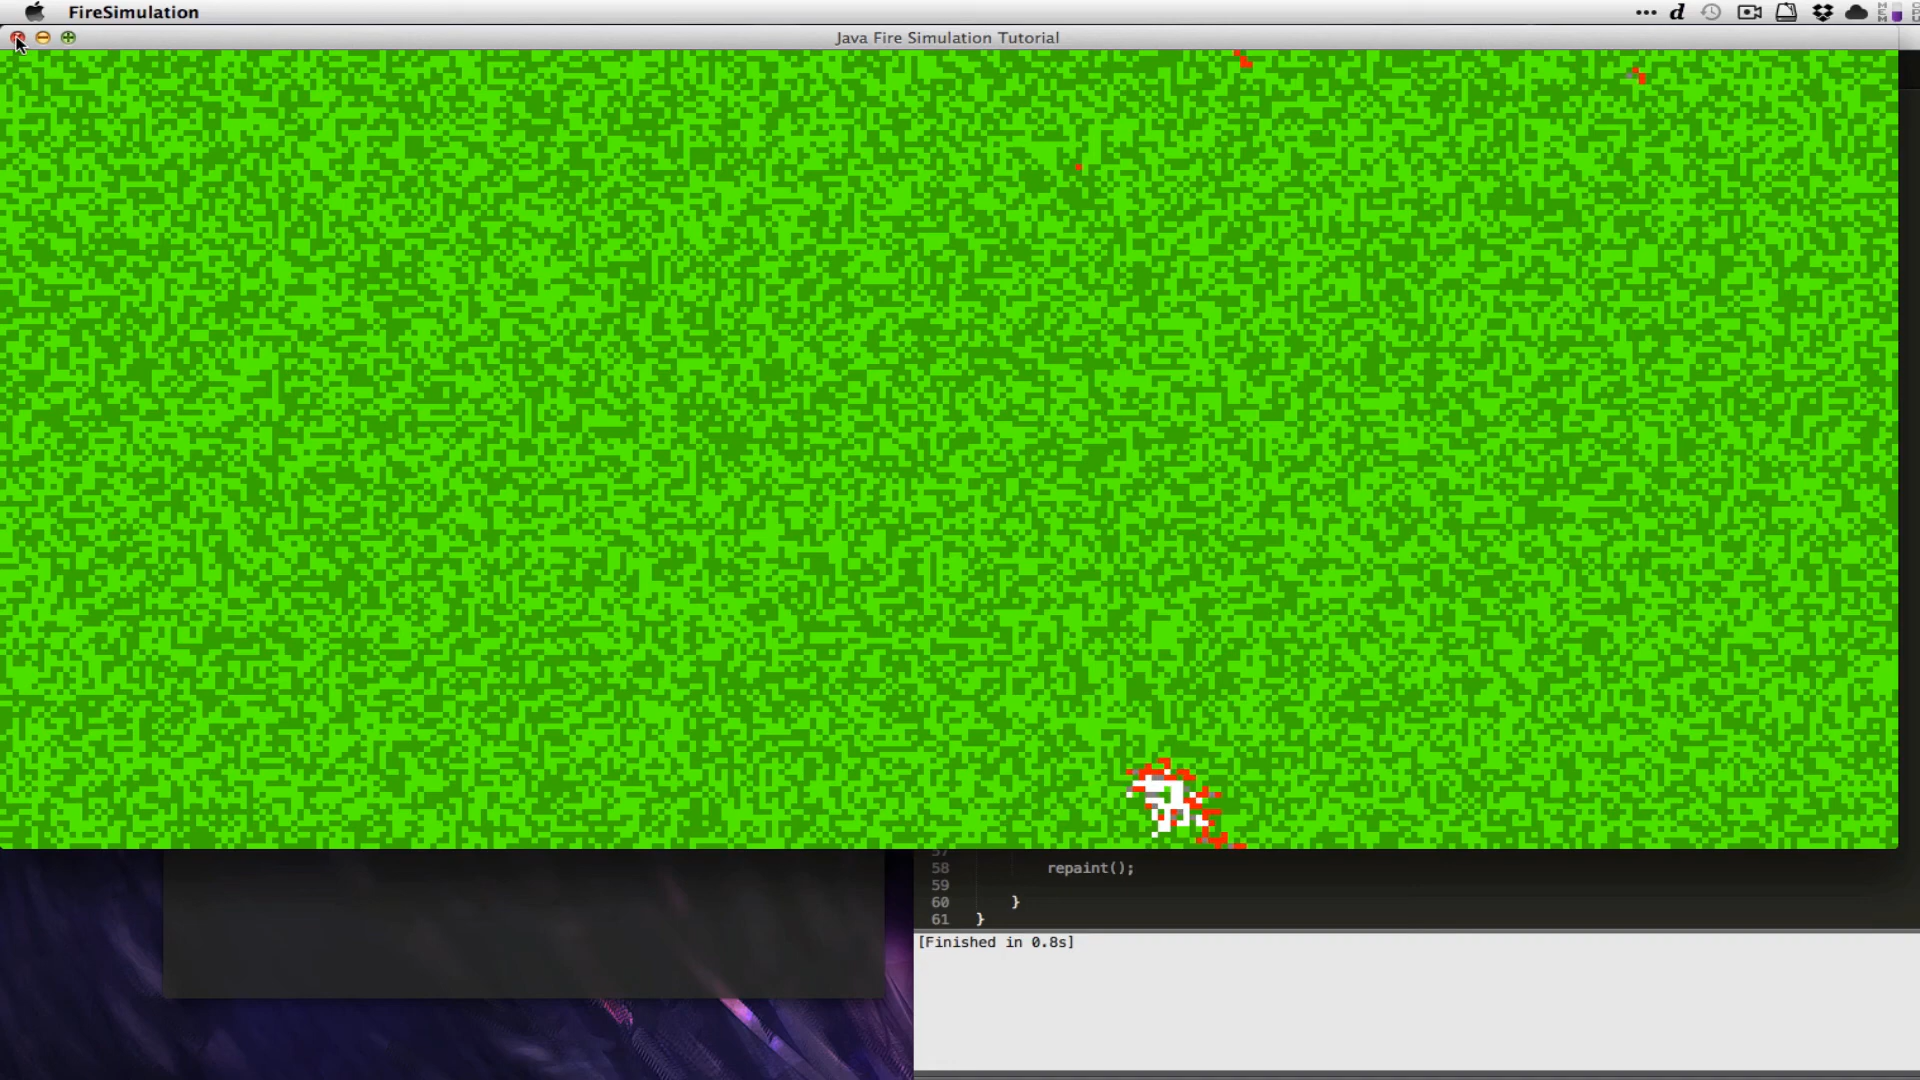 FireSimulation
d
Java Fire Simulation Tutorial
58 repaint();
59
60 }
61 }
[Finished in 0.8s]